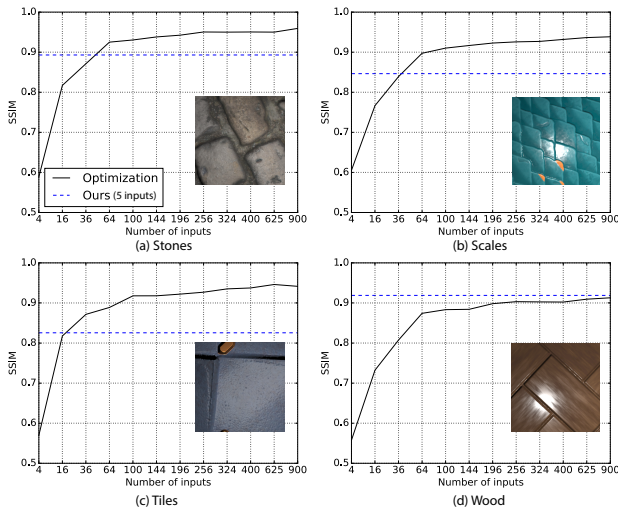 1.0
0.9
0.8
0.7
0.6
0.5
SSIM
Optimization
Ours (5 inputs)
4 16 36 64 100 144 196 256 324 400 625 900
Number of inputs
(a) Stones
1.0
0.9
0.8
0.7
0.6
0.5
SSIM
4 16 36 64 100 144 196 256 324 400 625 900
Number of inputs
(b) Scales
1.0
0.9
0.8
0.7
0.6
0.5
SSIM
4 16 36 64 100 144 196 256 324 400 625 900
Number of inputs
(c) Tiles
1.0
0.9
0.8
0.7
0.6
0.5
SSIM
4 16 36 64 100 144 196 256 324 400 625 900
Number of inputs
(d) Wood